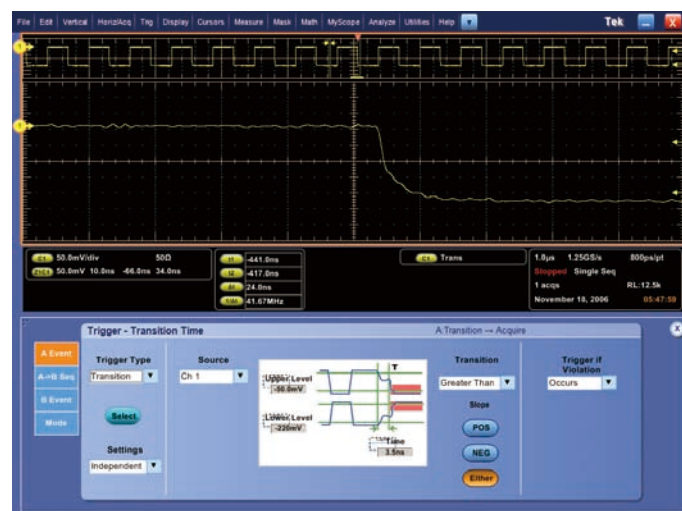 File Edit Vertical Horiz/Acq Trig Display Cursors Measure Mask Math MyScope Analyze Utilities Help Tek X
1
1
C1 50.0mV/div 50Ω
Z1C1 50.0mV 10.0ns -66.0ns 34.0ns
t1 -441.0ns
t2 -417.0ns
Δt 24.0ns
1/Δt 41.67MHz
C1 Trans
1.0µs 1.25GS/s 800ps/pt
Stopped Single Seq
1 acqs RL:12.5k
November 18, 2006 05:47:59
Trigger - Transition Time A:Transition → Acquire X
A Event
A->B Seq
B Event
Mode
Trigger Type
Transition
Select
Settings
Independent
Source
Ch 1
T
Upper Level
-50.0mV
Lower Level
-220mV
Time
3.5ns
Transition
Greater Than
Slope
POS
NEG
Either
Trigger if
Violation
Occurs